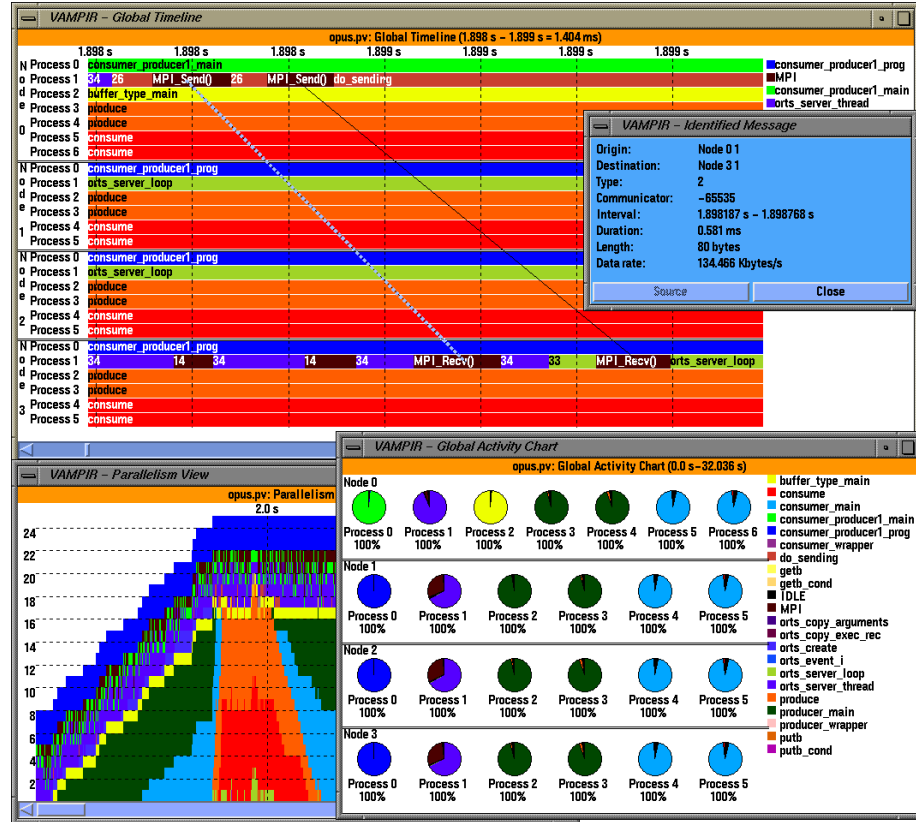 VAMPIR – Global Timeline
opus.pv: Global Timeline (1.898 s – 1.899 s = 1.404 ms)
1.898 s 1.898 s 1.898 s 1.899 s 1.899 s 1.899 s 1.899 s
Node 0
Process 0 consumer_producer1_main
Process 1 34 26 MPI_Send() 26 MPI_Send() do_sending
Process 2 buffer_type_main
Process 3 produce
Process 4 produce
Process 5 consume
Process 6 consume
Node 1
Process 0 consumer_producer1_prog
Process 1 orts_server_loop
Process 2 produce
Process 3 produce
Process 4 consume
Process 5 consume
Node 2
Process 0 consumer_producer1_prog
Process 1 orts_server_loop
Process 2 produce
Process 3 produce
Process 4 consume
Process 5 consume
Node 3
Process 0 consumer_producer1_prog
Process 1 34 14 34 14 34 MPI_Recv() 34 33 MPI_Recv() orts_server_loop
Process 2 produce
Process 3 produce
Process 4 consume
Process 5 consume
consumer_producer1_prog
MPI
consumer_producer1_main
orts_server_thread
VAMPIR – Identified Message
Origin: Node 0 1
Destination: Node 3 1
Type: 2
Communicator: –65535
Interval: 1.898187 s – 1.898768 s
Duration: 0.581 ms
Length: 80 bytes
Data rate: 134.466 Kbytes/s
Source Close
VAMPIR – Parallelism View
opus.pv: Parallelism
2.0 s
24
22
20
18
16
14
12
10
8
6
4
2
VAMPIR – Global Activity Chart
opus.pv: Global Activity Chart (0.0 s–32.036 s)
Node 0
Process 0 Process 1 Process 2 Process 3 Process 4 Process 5 Process 6
100% 100% 100% 100% 100% 100% 100%
Node 1
Process 0 Process 1 Process 2 Process 3 Process 4 Process 5
100% 100% 100% 100% 100% 100%
Node 2
Process 0 Process 1 Process 2 Process 3 Process 4 Process 5
100% 100% 100% 100% 100% 100%
Node 3
Process 0 Process 1 Process 2 Process 3 Process 4 Process 5
100% 100% 100% 100% 100% 100%
buffer_type_main
consume
consumer_main
consumer_producer1_main
consumer_producer1_prog
consumer_wrapper
do_sending
getb
getb_cond
IDLE
MPI
orts_copy_arguments
orts_copy_exec_rec
orts_create
orts_event_i
orts_server_loop
orts_server_thread
produce
producer_main
producer_wrapper
putb
putb_cond